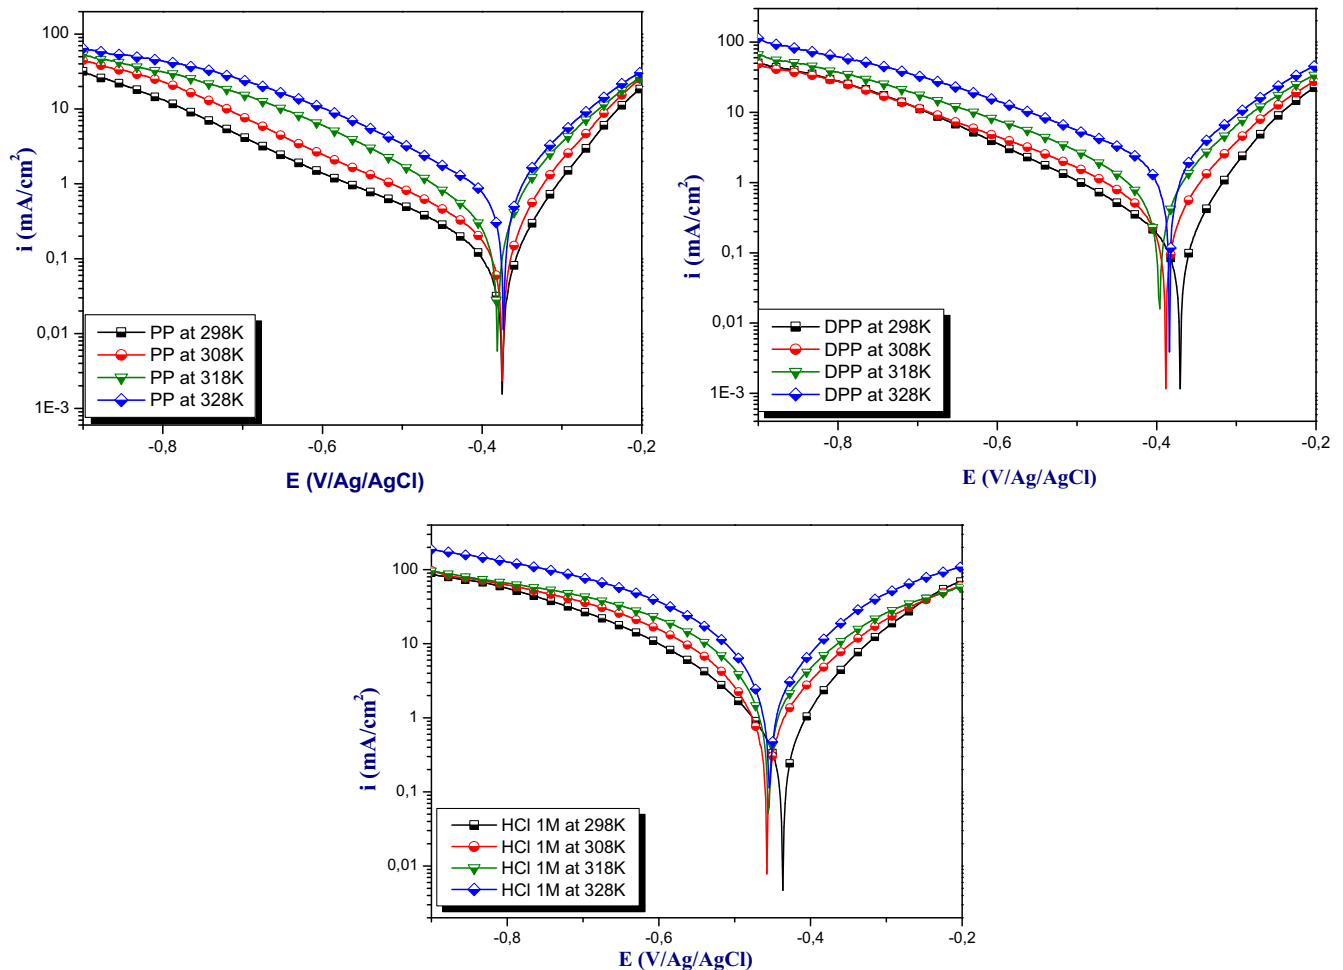 100
10
1
0,1
0,01
1E-3
i (mA/cm²)
PP at 298K
PP at 308K
PP at 318K
PP at 328K
-0,8
-0,6
-0,4
-0,2
E (V/Ag/AgCl)
100
10
1
0,1
0,01
1E-3
i (mA/cm²)
DPP at 298K
DPP at 308K
DPP at 318K
DPP at 328K
-0,8
-0,6
-0,4
-0,2
E (V/Ag/AgCl)
100
10
1
0,1
0,01
i (mA/cm²)
HCl 1M at 298K
HCl 1M at 308K
HCl 1M at 318K
HCl 1M at 328K
-0,8
-0,6
-0,4
-0,2
E (V/Ag/AgCl)